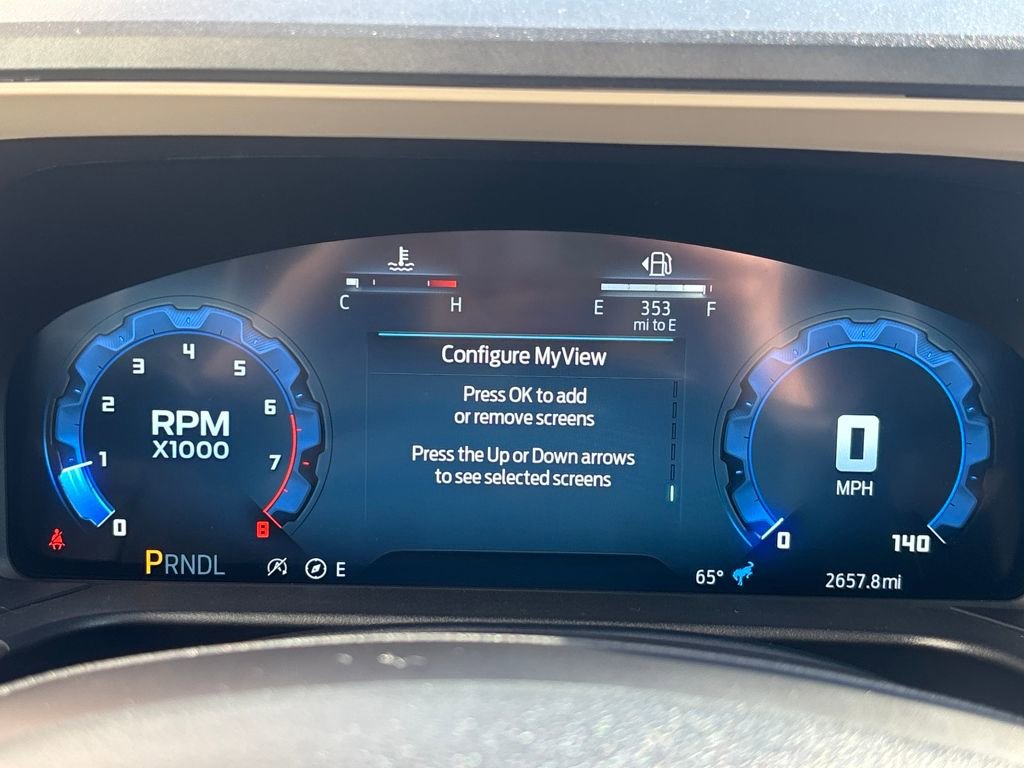 C H
E 353 F
mi to E
Configure MyView
Press OK to add
or remove screens
Press the Up or Down arrows
to see selected screens
0 1 2 3 4 5 6 7 8
RPM
X1000
PRNDL
E
0
MPH
0 140
65°
2657.8 mi